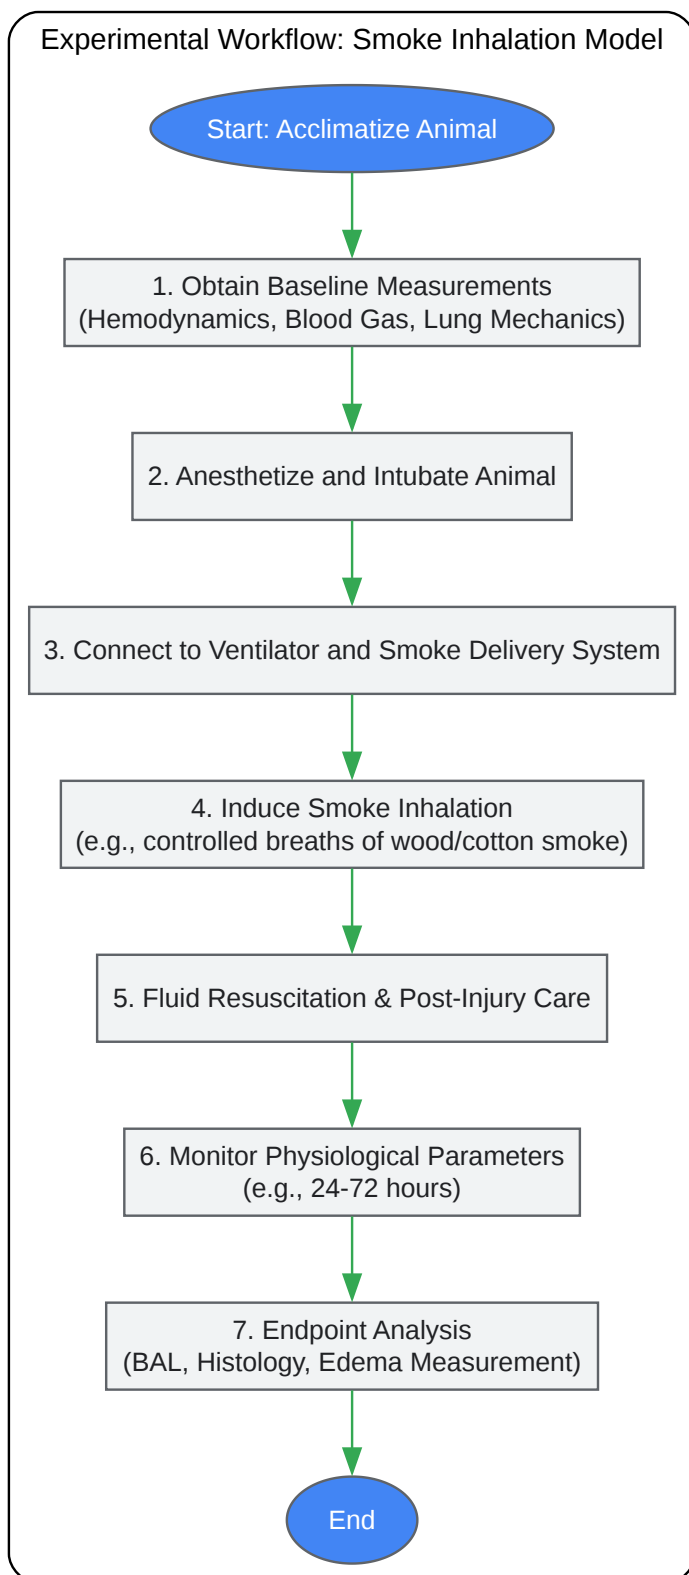 Experimental Workflow: Smoke Inhalation Model
Start: Acclimatize Animal
1. Obtain Baseline Measurements
(Hemodynamics, Blood Gas, Lung Mechanics)
2. Anesthetize and Intubate Animal
3. Connect to Ventilator and Smoke Delivery System
4. Induce Smoke Inhalation
(e.g., controlled breaths of wood/cotton smoke)
5. Fluid Resuscitation & Post-Injury Care
6. Monitor Physiological Parameters
(e.g., 24-72 hours)
7. Endpoint Analysis
(BAL, Histology, Edema Measurement)
End